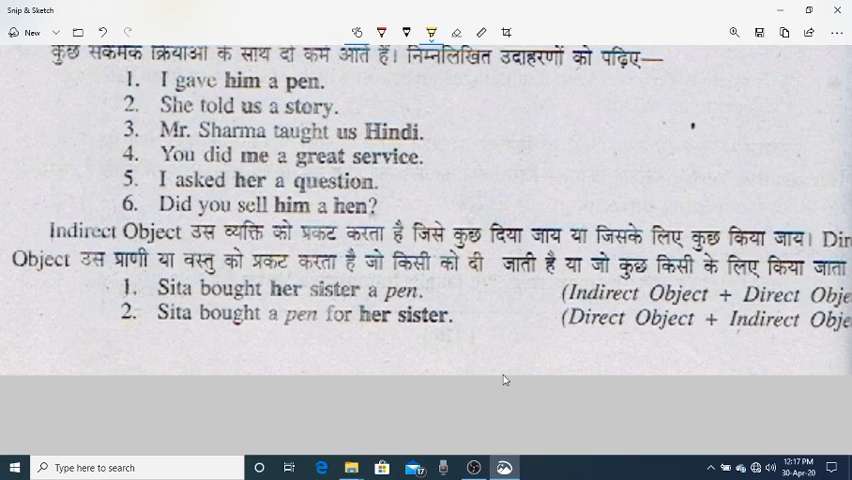 Snip & Sketch
New
कुछ सकर्मक क्रियाओं के साथ दो कर्म आते हैं। निम्नलिखित उदाहरणों को पढ़िए—
1. I gave him a pen.
2. She told us a story.
3. Mr. Sharma taught us Hindi.
4. You did me a great service.
5. I asked her a question.
6. Did you sell him a hen?
Indirect Object उस व्यक्ति को प्रकट करता है जिसे कुछ दिया जाय या जिसके लिए कुछ किया जाय। Dir
Object उस प्राणी या वस्तु को प्रकट करता है जो किसी को दी जाती है या जो कुछ किसी के लिए किया जाता
1. Sita bought her sister a pen. (Indirect Object + Direct Obje
2. Sita bought a pen for her sister. (Direct Object + Indirect Obje
Type here to search
17
12:17 PM
30-Apr-20